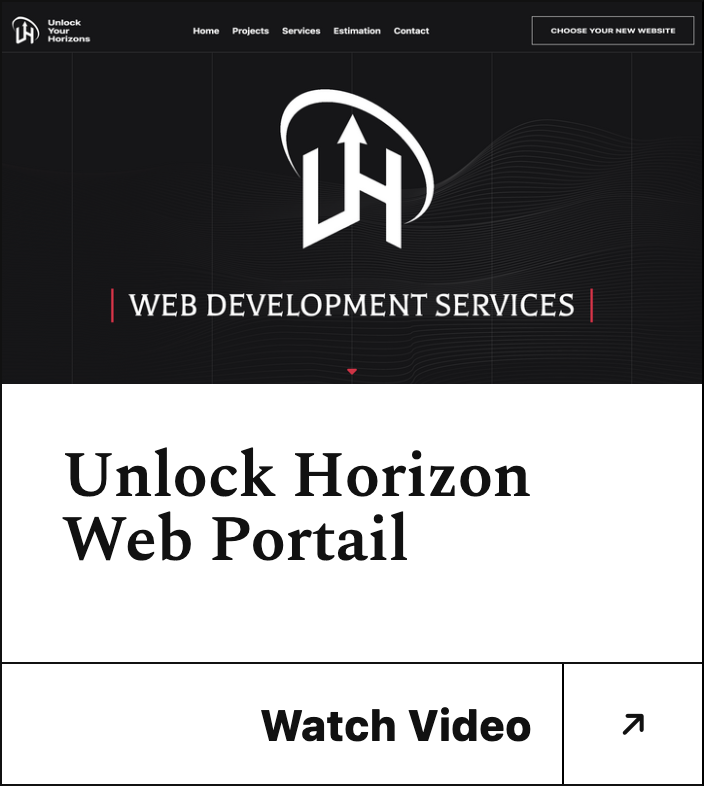 Unlock
Your
Horizons
Home Projects Services Estimation Contact
CHOOSE YOUR NEW WEBSITE
UH
WEB DEVELOPMENT SERVICES
Unlock Horizon
Web Portail
Watch Video